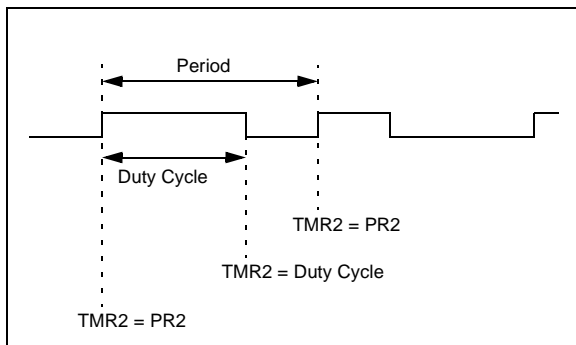 Period
Duty Cycle
TMR2 = PR2
TMR2 = Duty Cycle
TMR2 = PR2